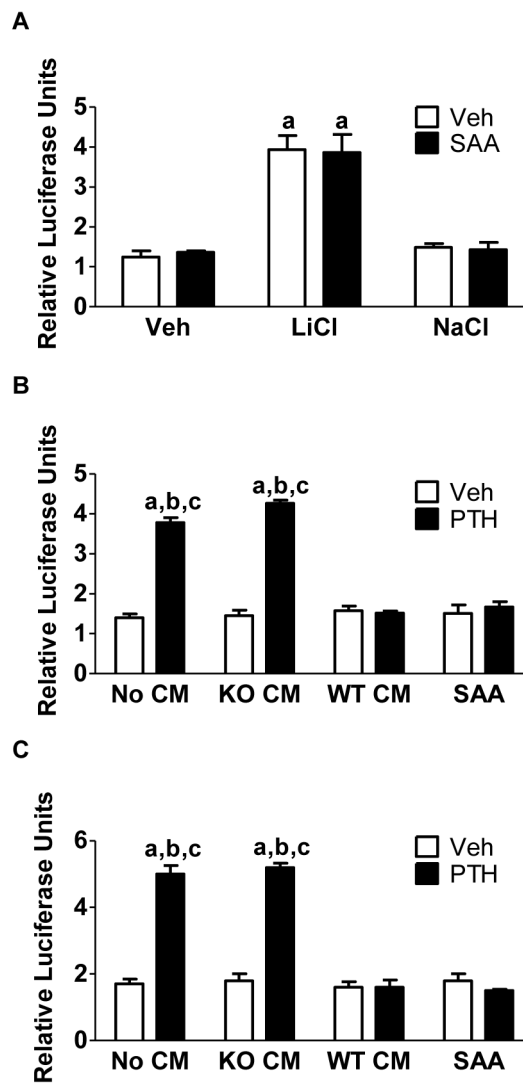 A
Relative Luciferase Units
5
4
3
2
1
0
a a
Veh
SAA
Veh LiCl NaCl
B
Relative Luciferase Units
5
4
3
2
1
0
a,b,c a,b,c
Veh
PTH
No CM KO CM WT CM SAA
C
Relative Luciferase Units
6
4
2
0
a,b,c a,b,c
Veh
PTH
No CM KO CM WT CM SAA